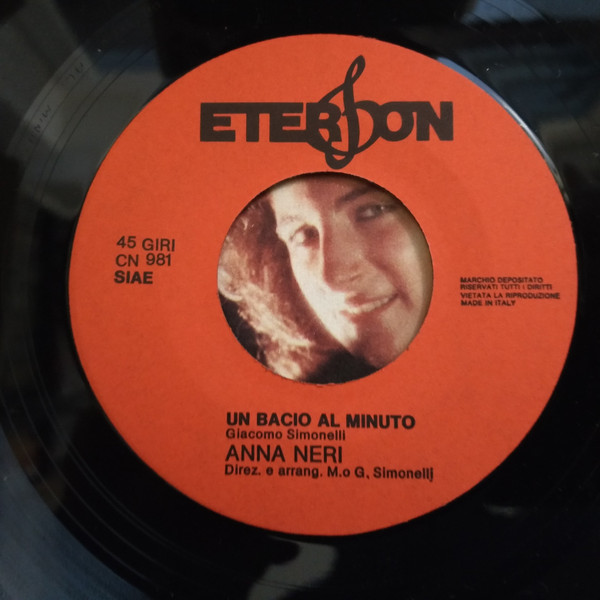 ETERSON
45 GIRI
CN 981
SIAE
MARCHIO DEPOSITATO
RISERVATI TUTTI I DIRITTI
VIETATA LA RIPRODUZIONE
MADE IN ITALY
UN BACIO AL MINUTO
Giacomo Simonelli
ANNA NERI
Direz. e arrang. M.o G, Simonelli